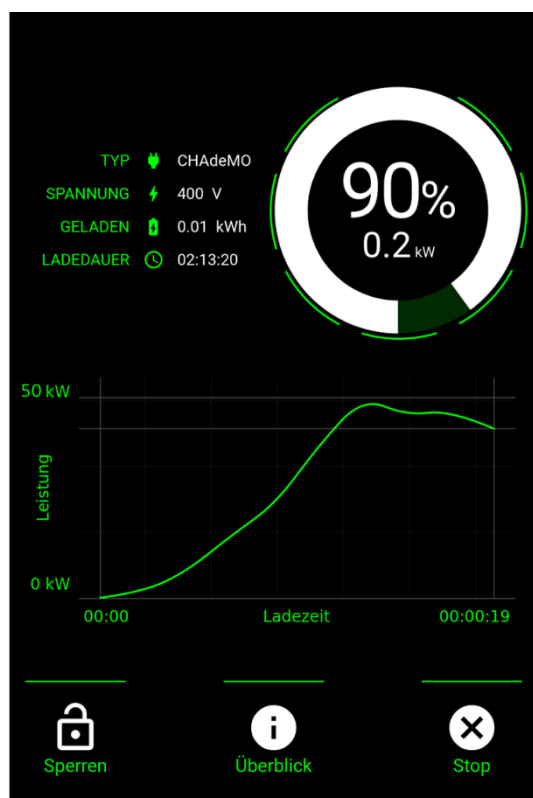 TYP CHAdeMO
SPANNUNG 400 V
GELADEN 0.01 kWh
LADEDAUER 02:13:20
90%
0.2 kW
50 kW
Leistung
0 kW
00:00 Ladezeit 00:00:19
Sperren Überblick Stop